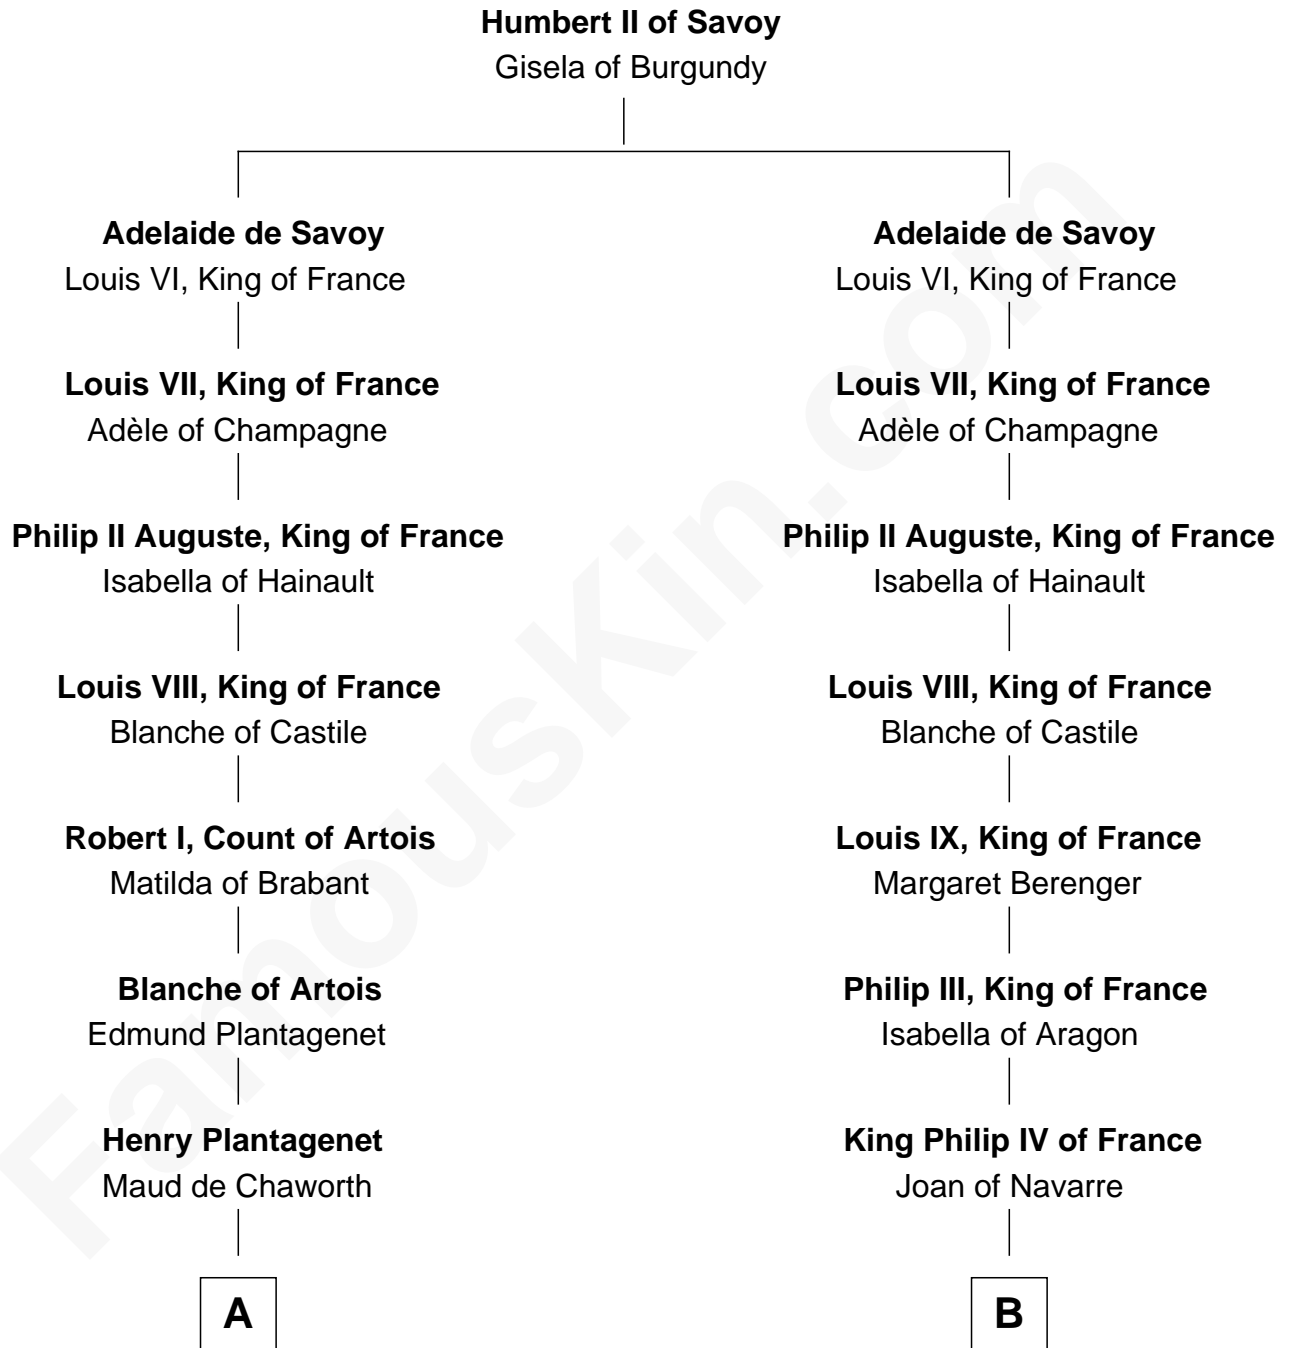 Humbert II of Savoy
Gisela of Burgundy
Adelaide de Savoy
Louis VI, King of France
Louis VII, King of France
Adèle of Champagne
Philip II Auguste, King of France
Isabella of Hainault
Louis VIII, King of France
Blanche of Castile
Robert I, Count of Artois
Matilda of Brabant
Blanche of Artois
Edmund Plantagenet
Henry Plantagenet
Maud de Chaworth
A
Adelaide de Savoy
Louis VI, King of France
Louis VII, King of France
Adèle of Champagne
Philip II Auguste, King of France
Isabella of Hainault
Louis VIII, King of France
Blanche of Castile
Louis IX, King of France
Margaret Berenger
Philip III, King of France
Isabella of Aragon
King Philip IV of France
Joan of Navarre
B
FamousKin.com